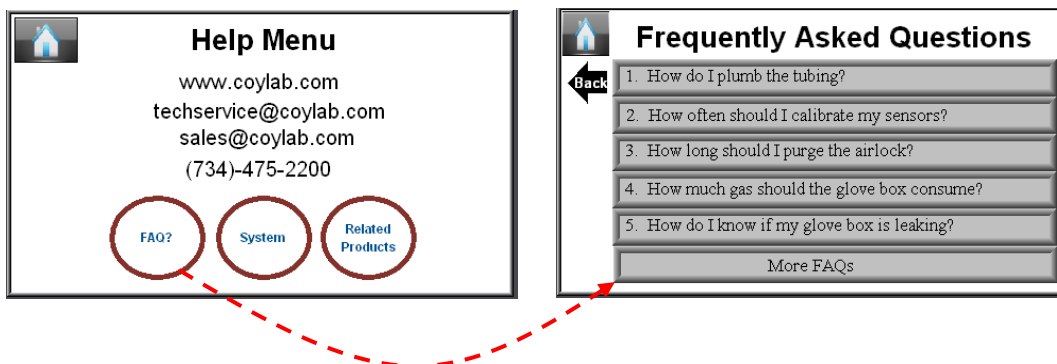 Help Menu
www.coylab.com
techservice@coylab.com
sales@coylab.com
(734)-475-2200
FAQ?
System
Related
Products
Frequently Asked Questions
Back
1. How do I plumb the tubing?
2. How often should I calibrate my sensors?
3. How long should I purge the airlock?
4. How much gas should the glove box consume?
5. How do I know if my glove box is leaking?
More FAQs